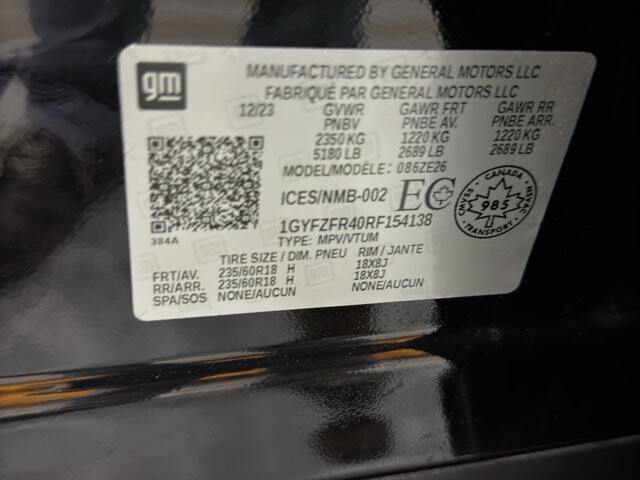 gm
MANUFACTURED BY GENERAL MOTORS LLC
FABRIQUÉ PAR GENERAL MOTORS LLC
12/23 GVWR GAWR FRT GAWR RR
PNBV PNBE AV. PNBE ARR.
2350 KG 1220 KG 1220 KG
5180 LB 2689 LB 2689 LB
MODEL/MODÈLE: 086ZE26
ICES/NMB-002 EC
CANADA
CMVSS 985 NSVAC
384A
1GYFZFR40RF154138
TYPE: MPV/VTUM
TIRE SIZE / DIM. PNEU RIM / JANTE
FRT/AV. 235/60R18 H 18X8J
RR/ARR. 235/60R18 H 18X8J
SPA/SOS NONE/AUCUN NONE/AUCUN